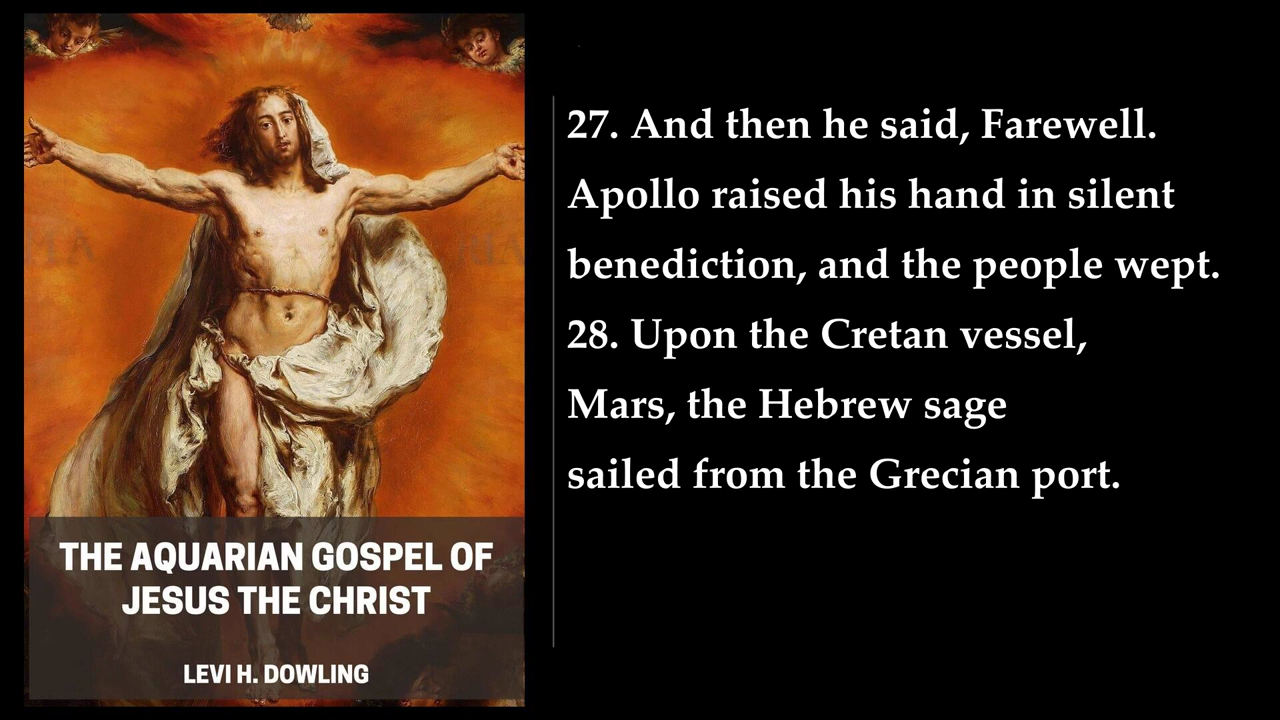 THE AQUARIAN GOSPEL OF
JESUS THE CHRIST
LEVI H. DOWLING
27. And then he said, Farewell.
Apollo raised his hand in silent
benediction, and the people wept.
28. Upon the Cretan vessel,
Mars, the Hebrew sage
sailed from the Grecian port.